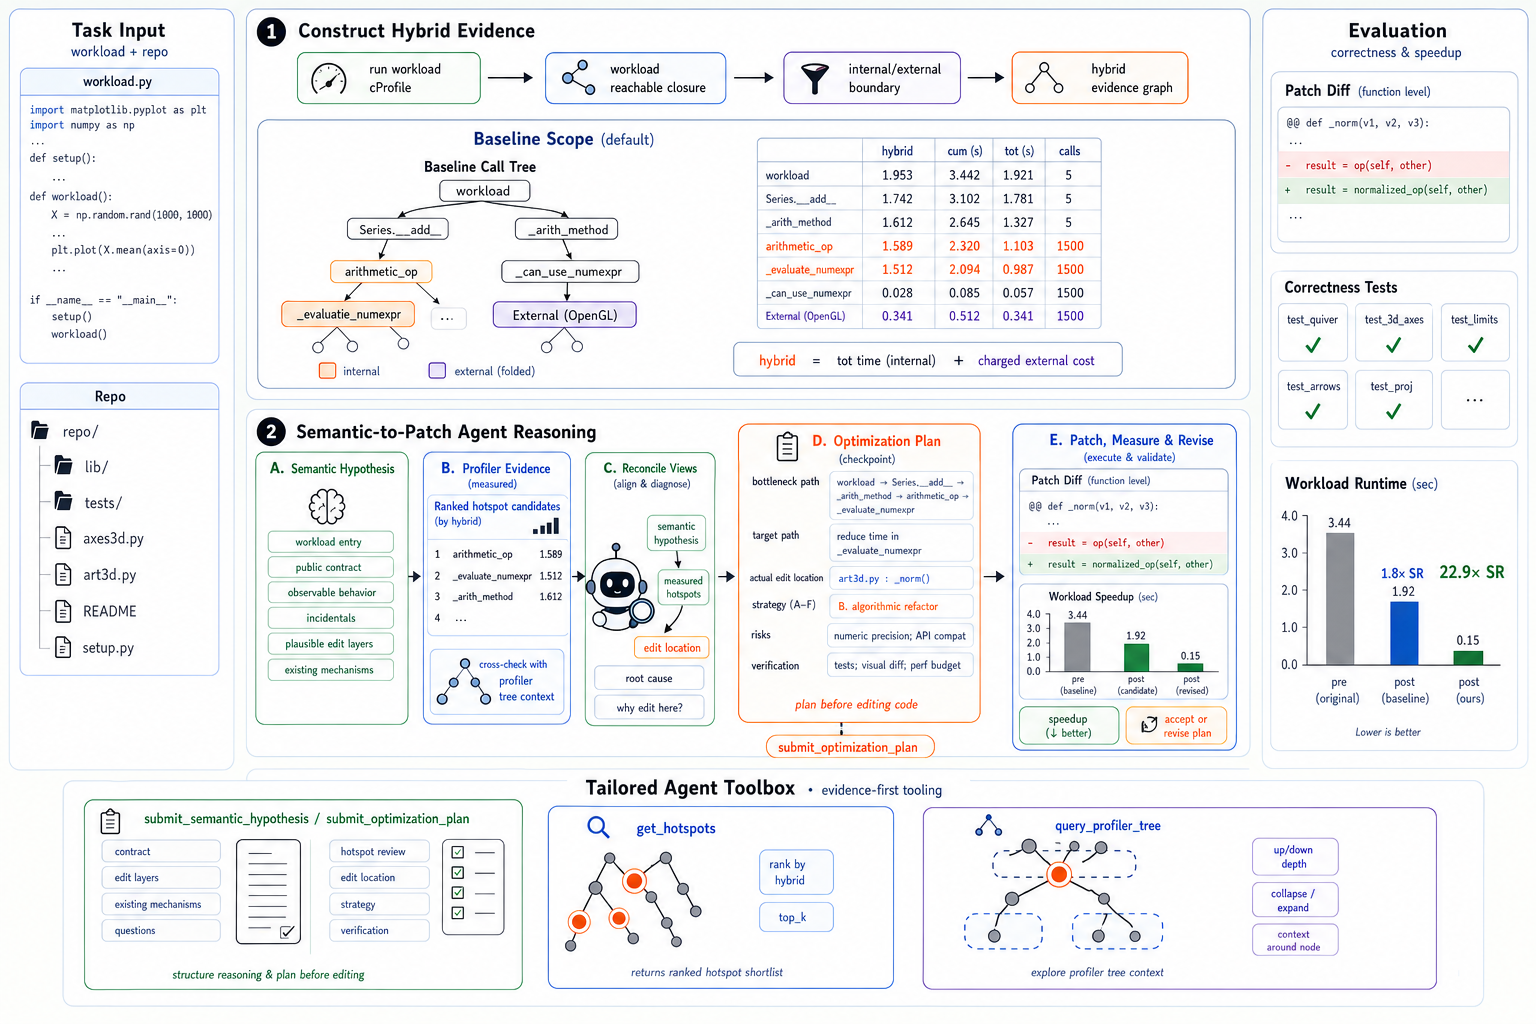 Task Input
workload + repo
workload.py
import matplotlib.pyplot as plt
import numpy as np
...
def setup():
...
def workload():
X = np.random.rand(1000, 1000)
...
plt.plot(X.mean(axis=0))
...
if __name__ == "__main__":
setup()
workload()
Repo
repo/
lib/
tests/
axes3d.py
art3d.py
README
setup.py
1 Construct Hybrid Evidence
run workload
cProfile
workload
reachable closure
internal/external
boundary
hybrid
evidence graph
Baseline Scope (default)
Baseline Call Tree
workload
Series.__add__
_arith_method
arithmetic_op
_can_use_numexpr
_evaluatie_numexpr
...
External (OpenGL)
internal
external (folded)
hybrid cum (s) tot (s) calls
workload 1.953 3.442 1.921 5
Series.__add__ 1.742 3.102 1.781 5
_arith_method 1.612 2.645 1.327 5
arithmetic_op 1.589 2.320 1.103 1500
_evaluate_numexpr 1.512 2.094 0.987 1500
_can_use_numexpr 0.028 0.085 0.057 1500
External (OpenGL) 0.341 0.512 0.341 1500
hybrid = tot time (internal) + charged external cost
2 Semantic-to-Patch Agent Reasoning
A. Semantic Hypothesis
workload entry
public contract
observable behavior
incidentals
plausible edit layers
existing mechanisms
B. Profiler Evidence
(measured)
Ranked hotspot candidates
(by hybrid)
1 arithmetic_op 1.589
2 _evaluate_numexpr 1.512
3 _arith_method 1.612
4 ...
cross-check with
profiler
tree context
C. Reconcile Views
(align & diagnose)
semantic
hypothesis
measured
hotspots
edit location
root cause
why edit here?
D. Optimization Plan
(checkpoint)
bottleneck path
workload → Series.__add__ →
_arith_method → arithmetic_op →
_evaluate_numexpr
target path
reduce time in
_evaluate_numexpr
actual edit location
art3d.py : _norm()
strategy (A–F)
B. algorithmic refactor
risks
numeric precision; API compat
verification
tests; visual diff; perf budget
plan before editing code
submit_optimization_plan
E. Patch, Measure & Revise
(execute & validate)
Patch Diff (function level)
@@ def _norm(v1, v2, v3):
...
- result = op(self, other)
+ result = normalized_op(self, other)
Workload Speedup (sec)
4.0
3.0
2.0
1.0
0.0
3.44
1.92
0.15
pre
(baseline)
post
(candidate)
post
(revised)
speedup
(↓ better)
accept or
revise plan
Evaluation
correctness & speedup
Patch Diff (function level)
@@ def _norm(v1, v2, v3):
...
- result = op(self, other)
+ result = normalized_op(self, other)
...
Correctness Tests
test_quiver
test_3d_axes
test_limits
test_arrows
test_proj
...
Workload Runtime (sec)
4.0
3.0
2.0
1.0
0.0
3.44
1.8× SR
1.92
22.9× SR
0.15
pre
(original)
post
(baseline)
post
(ours)
Lower is better
Tailored Agent Toolbox • evidence-first tooling
submit_semantic_hypothesis / submit_optimization_plan
contract
edit layers
existing mechanisms
questions
hotspot review
edit location
strategy
verification
structure reasoning & plan before editing
get_hotspots
rank by
hybrid
top_k
returns ranked hotspot shortlist
query_profiler_tree
up/down
depth
collapse /
expand
context
around node
explore profiler tree context